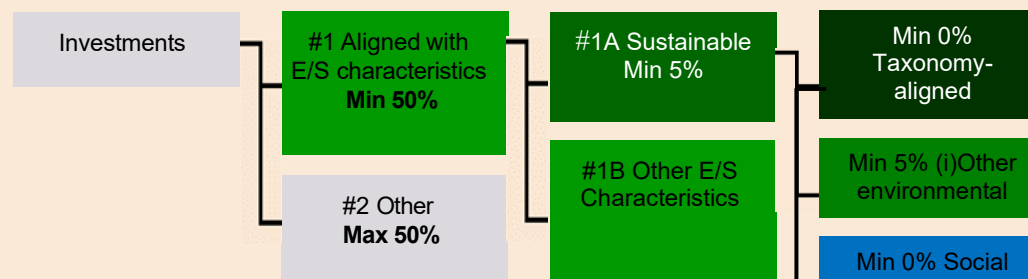 Investments
#1 Aligned with
E/S characteristics
Min 50%
#2 Other
Max 50%
#1A Sustainable
Min 5%
#1B Other E/S
Characteristics
Min 0%
Taxonomy-
aligned
Min 5% (i)Other
environmental
Min 0% Social